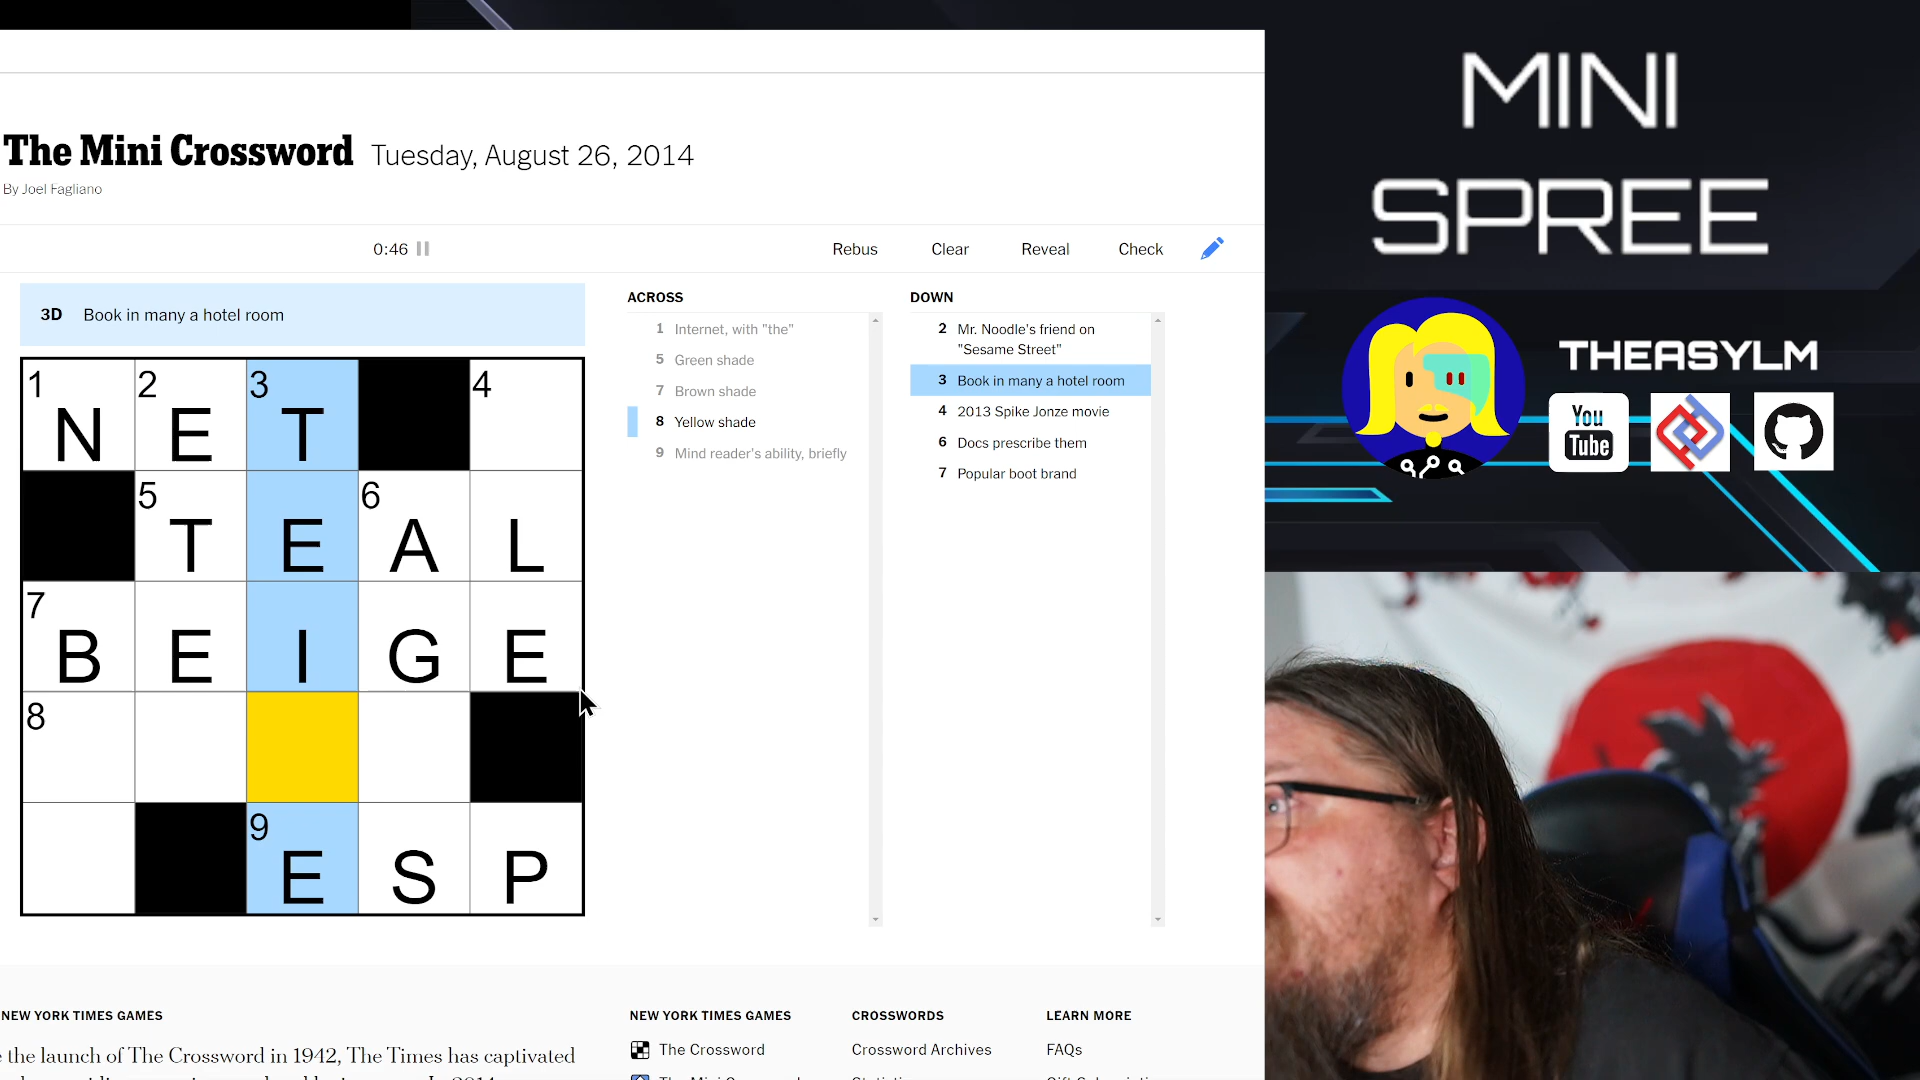 MINI
SPREE
The Mini Crossword Tuesday, August 26, 2014
By Joel Fagliano
0:46
Rebus Clear Reveal Check
3D Book in many a hotel room
1 N 2 E 3 T 4
5 T E 6 A L
7 B E I G E
8
9 E S P
ACROSS
1 Internet, with "the"
5 Green shade
7 Brown shade
8 Yellow shade
9 Mind reader's ability, briefly
DOWN
2 Mr. Noodle's friend on
"Sesame Street"
3 Book in many a hotel room
4 2013 Spike Jonze movie
6 Docs prescribe them
7 Popular boot brand
THEASYLM
You
Tube
NEW YORK TIMES GAMES
e the launch of The Crossword in 1942, The Times has captivated
NEW YORK TIMES GAMES
The Crossword
CROSSWORDS
Crossword Archives
LEARN MORE
FAQs